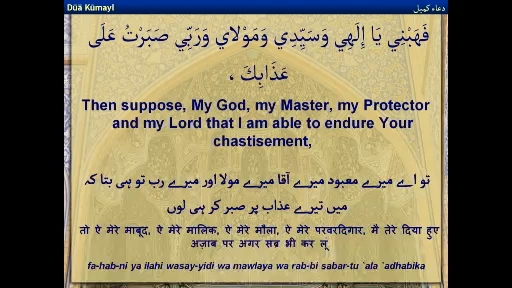 Düä Kümayl
دعاء كميل
فَهَبْنِي يَا إِلَهِي وَسَيِّدِي وَمَوْلاي وَرَبِّي صَبَرْتُ عَلَى
عَذَابِكَ ،
Then suppose, My God, my Master, my Protector
and my Lord that I am able to endure Your
chastisement,
تو اے میرے معبود میرے آقا میرے مولا اور میرے رب تو ہی بتا کہ
میں تیرے عذاب پر صبر کر ہی لوں
तो ऐ मेरे माबूद, ऐ मेरे मालिक, ऐ मेरे मौला, ऐ मेरे परवरदिगार, मैं तेरे दिया हुए
अज़ाब पर अगर सब्र भी कर लू
fa-hab-ni ya ilahi wasay-yidi wa mawlaya wa rab-bi sabar-tu `ala `adhabika